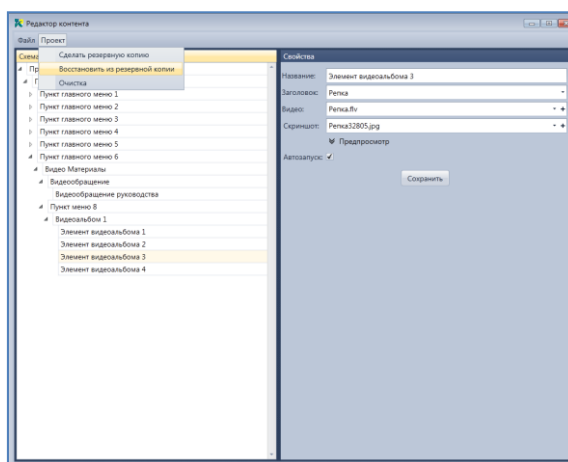 Редактор контента
Файл Проект
Сделать резервную копию
Восстановить из резервной копии
Очистка
Схема
Пр
Пункт главного меню 1
Пункт главного меню 2
Пункт главного меню 3
Пункт главного меню 4
Пункт главного меню 5
Пункт главного меню 6
Видео Материалы
Видеообращение
Видеообращение руководства
Пункт меню 8
Видеоальбом 1
Элемент видеоальбома 1
Элемент видеоальбома 2
Элемент видеоальбома 3
Элемент видеоальбома 4
Свойства
Название: Элемент видеоальбома 3
Заголовок: Репка
Видео: Репка.flv
Скриншот: Репка32805.jpg
Предпросмотр
Автозапуск:
Сохранить